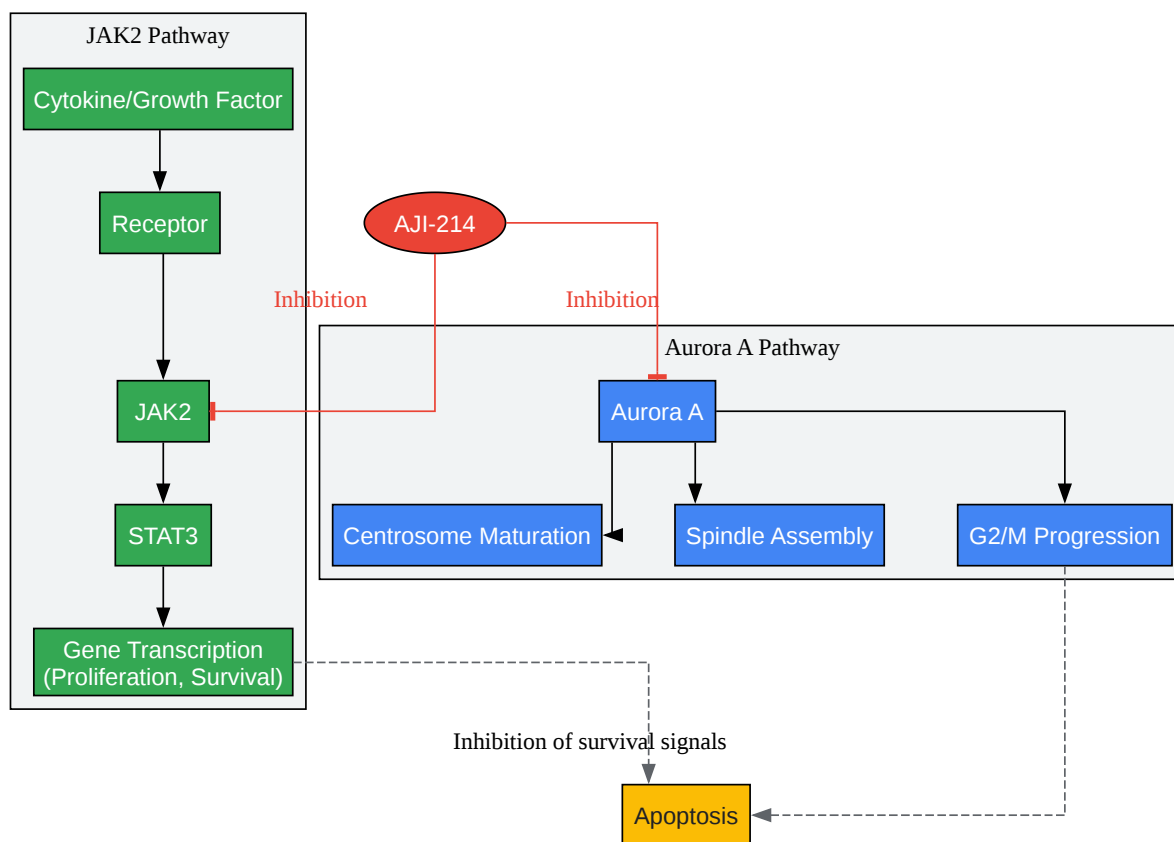 JAK2 Pathway
Cytokine/Growth Factor
Receptor
AJI-214
Inhibition
Inhibition
Aurora A Pathway
JAK2
Aurora A
STAT3
Centrosome Maturation
Spindle Assembly
G2/M Progression
Gene Transcription
(Proliferation, Survival)
Inhibition of survival signals
Apoptosis